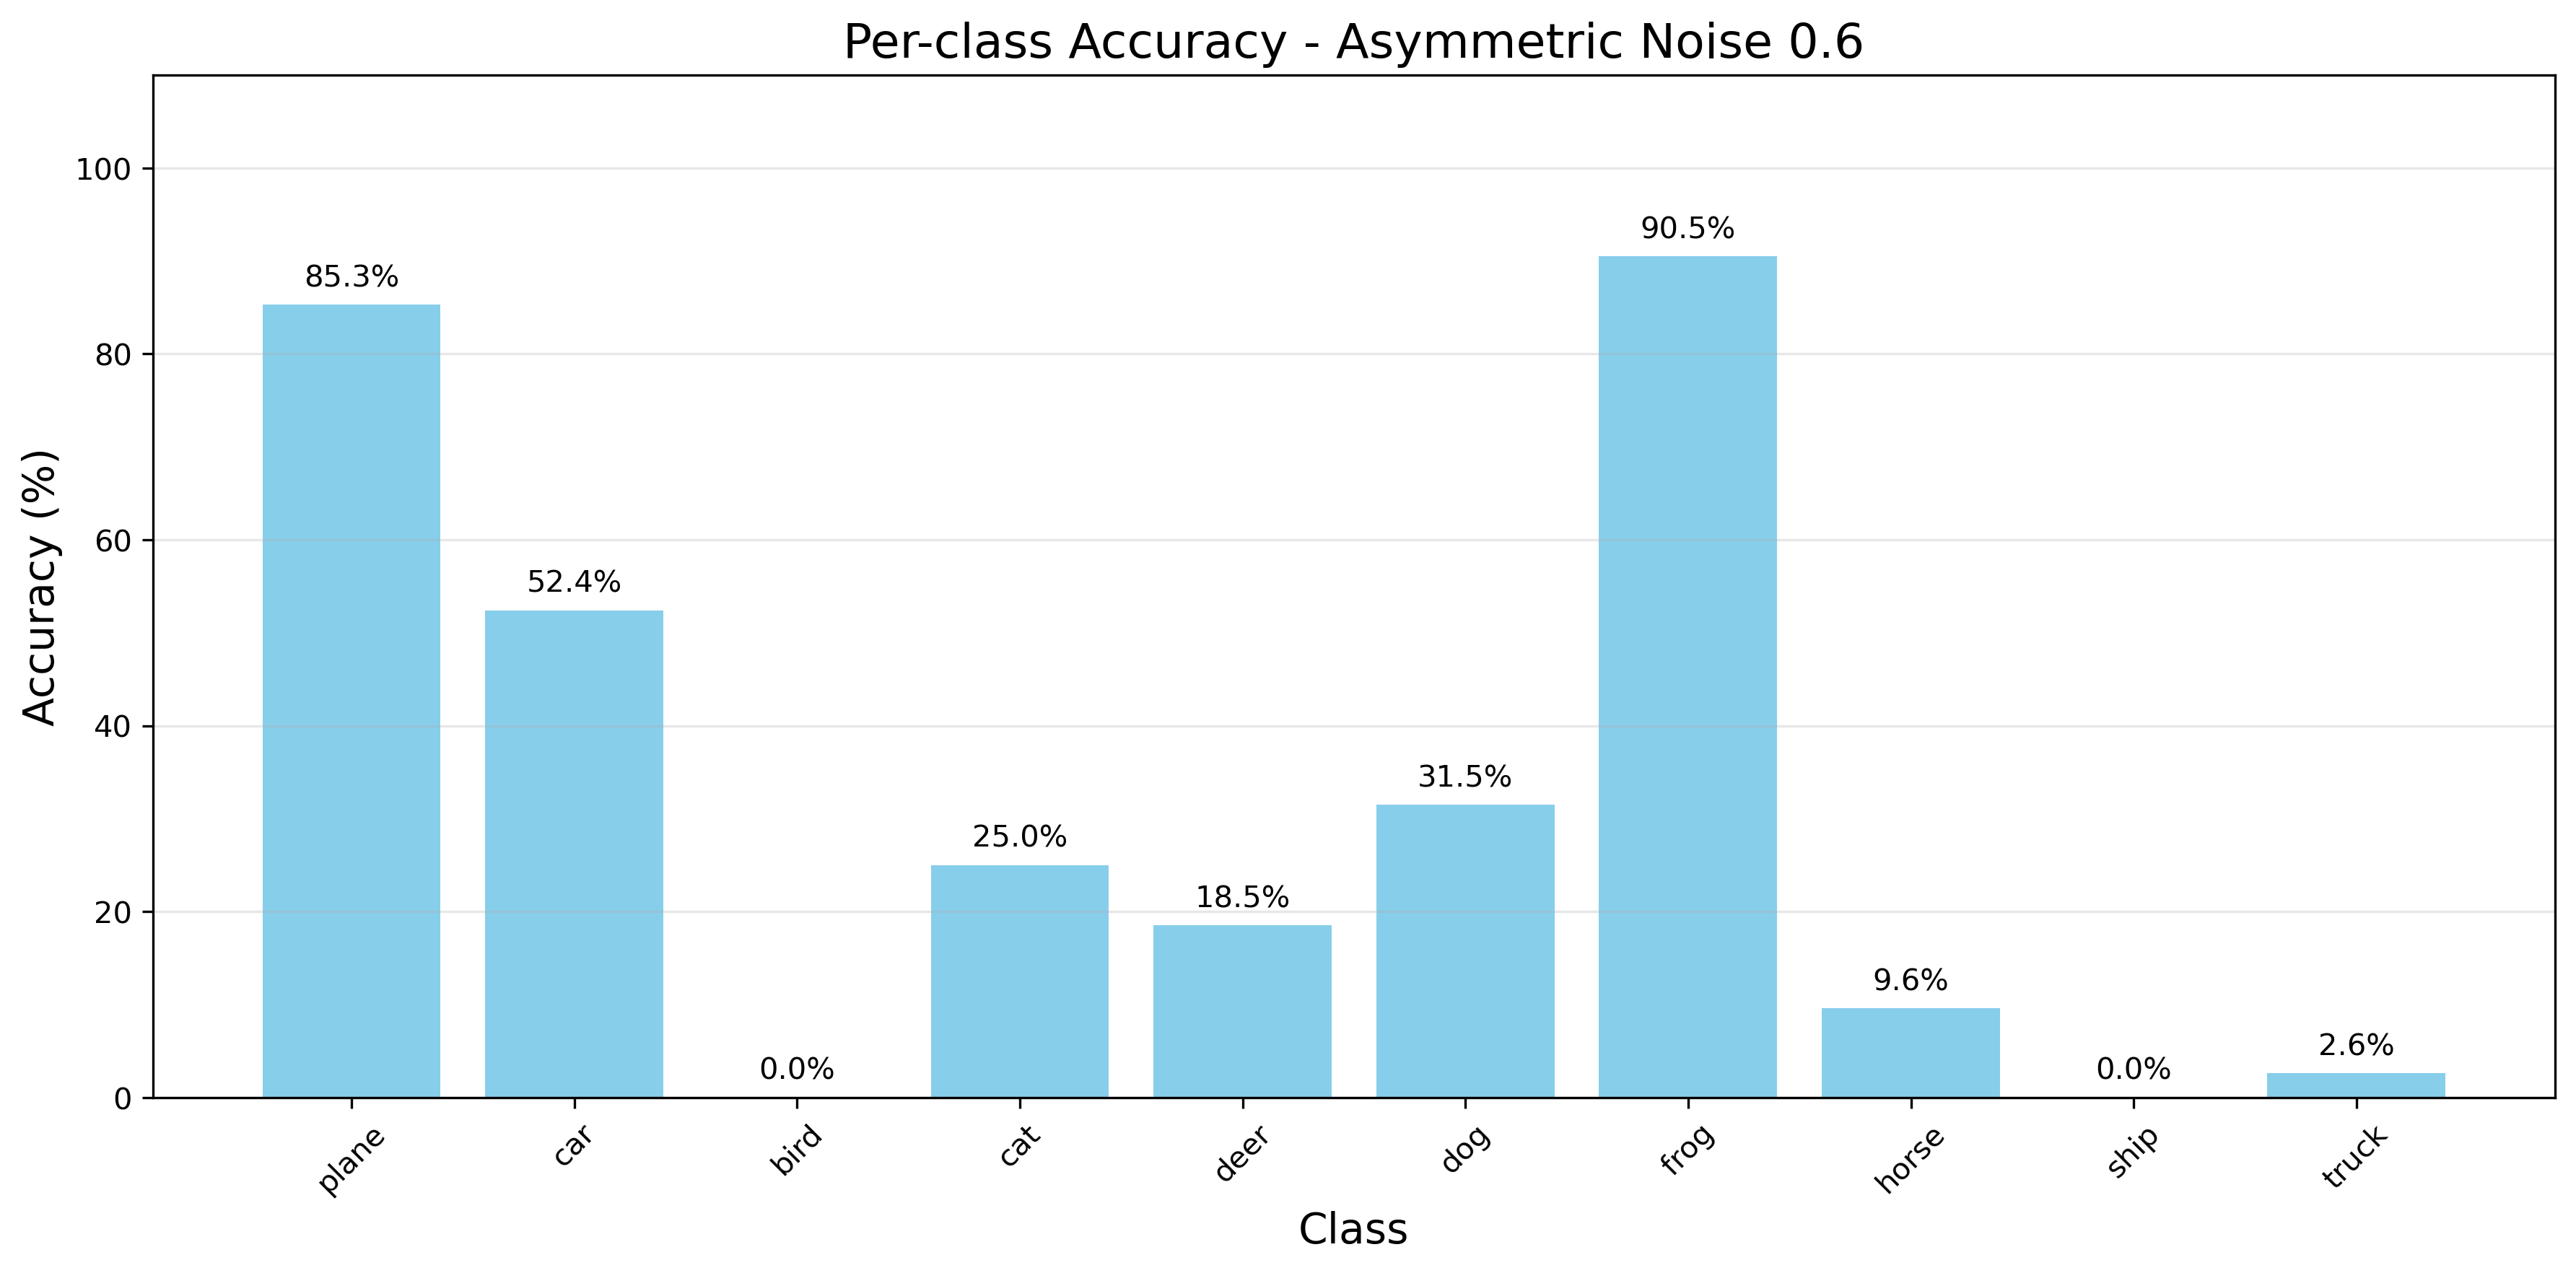 Per-class Accuracy - Asymmetric Noise 0.6
Accuracy (%)
100
80
60
40
20
0
85.3%
52.4%
0.0%
25.0%
18.5%
31.5%
90.5%
9.6%
0.0%
2.6%
plane
car
bird
cat
deer
dog
frog
horse
ship
truck
Class